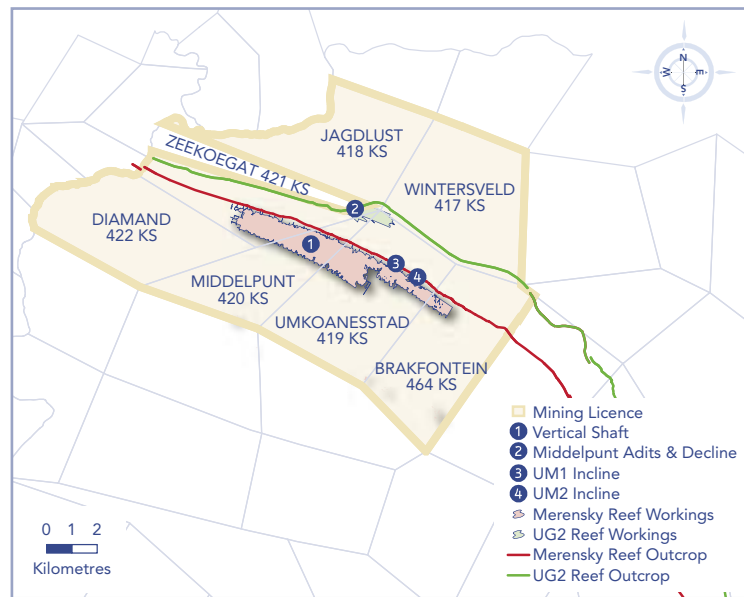 N
W
E
S
JAGDLUST
418 KS
ZEEKOEGAT 421 KS
WINTERSVELD
417 KS
2
DIAMAND
422 KS
1
3
4
MIDDELPUNT
420 KS
UMKOANESSTAD
419 KS
BRAKFONTEIN
464 KS
Mining Licence
1 Vertical Shaft
2 Middelpunt Adits & Decline
3 UM1 Incline
4 UM2 Incline
Merensky Reef Workings
UG2 Reef Workings
Merensky Reef Outcrop
UG2 Reef Outcrop
0 1 2
Kilometres